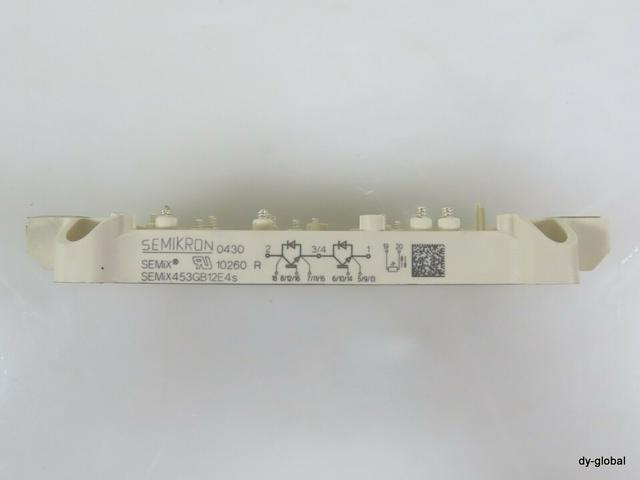 SEMIKRON 0430
SEMiX® 10260 R
SEMiX453GB12E4s
2 3/4 1 19 20
18 8/12/16 7/11/15 6/10/14 5/9/13
dy-global